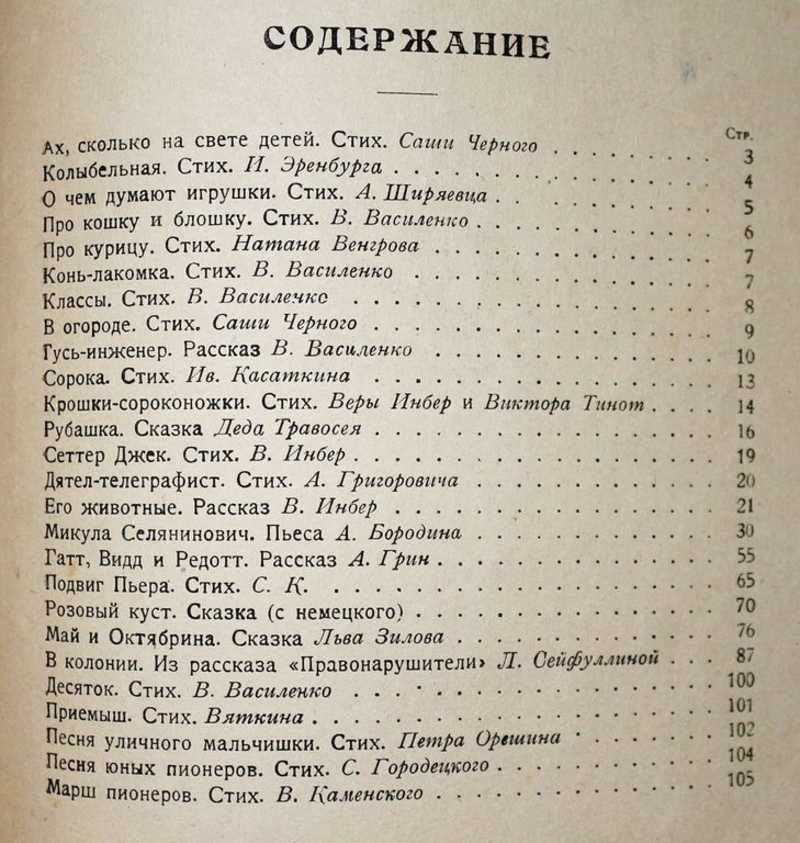 СОДЕРЖАНИЕ
Стр.
Ах, сколько на свете детей. Стих. Саши Черного . . . . . . . . 3
Колыбельная. Стих. И. Эренбурга . . . . . . . . . . . . . . . 4
О чем думают игрушки. Стих. А. Ширяевца . . . . . . . . . . 5
Про кошку и блошку. Стих. В. Василенко . . . . . . . . . . . 6
Про курицу. Стих. Натана Венгрова . . . . . . . . . . . . . 7
Конь-лакомка. Стих. В. Василенко . . . . . . . . . . . . . . 7
Классы. Стих. В. Василенко . . . . . . . . . . . . . . . . . 8
В огороде. Стих. Саши Черного . . . . . . . . . . . . . . . . 9
Гусь-инженер. Рассказ В. Василенко . . . . . . . . . . . . . 10
Сорока. Стих. Ив. Касаткина . . . . . . . . . . . . . . . . 13
Крошки-сороконожки. Стих. Веры Инбер и Виктора Типот . . . . 14
Рубашка. Сказка Деда Травосея . . . . . . . . . . . . . . . . 16
Сеттер Джек. Стих. В. Инбер . . . . . . . . . . . . . . . . . 19
Дятел-телеграфист. Стих. А. Григоровича . . . . . . . . . . . 20
Его животные. Рассказ В. Инбер . . . . . . . . . . . . . . . 21
Микула Селянинович. Пьеса А. Бородина . . . . . . . . . . . 30
Гатт, Видд и Редотт. Рассказ А. Грин . . . . . . . . . . . . . 55
Подвиг Пьера. Стих. С. К. . . . . . . . . . . . . . . . . . . 65
Розовый куст. Сказка (с немецкого) . . . . . . . . . . . . . . 70
Май и Октябрина. Сказка Льва Зилова . . . . . . . . . . . . 76
В колонии. Из рассказа «Правонарушители» Л. Сейфуллиной . . . 87
Десяток. Стих. В. Василенко . . . . . . . . . . . . . . . . . 100
Приемыш. Стих. Вяткина . . . . . . . . . . . . . . . . . . . 101
Песня уличного мальчишки. Стих. Петра Орешина . . . . . . . 102
Песня юных пионеров. Стих. С. Городецкого . . . . . . . . . . 104
Марш пионеров. Стих. В. Каменского . . . . . . . . . . . . . 105